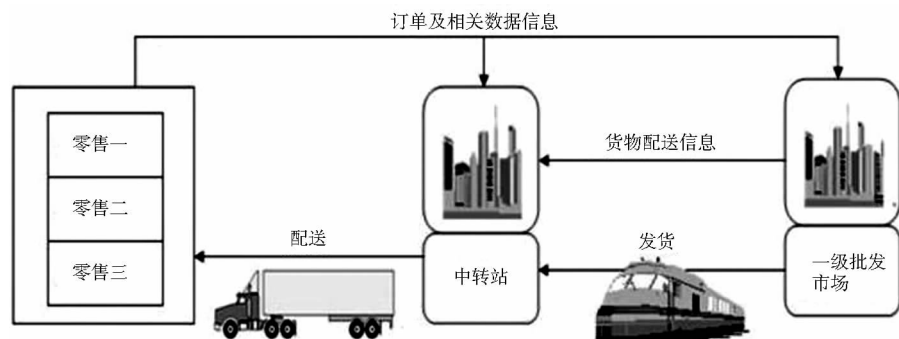 订单及相关数据信息
零售一
零售二
零售三
货物配送信息
配送
发货
中转站
一级批发
市场